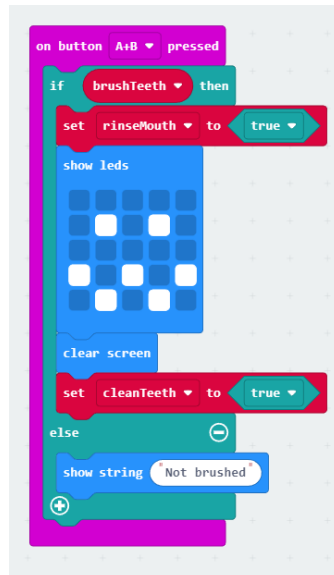 on button A+B pressed
if brushTeeth then
set rinseMouth to true
show leds
clear screen
set cleanTeeth to true
else
show string "Not brushed"